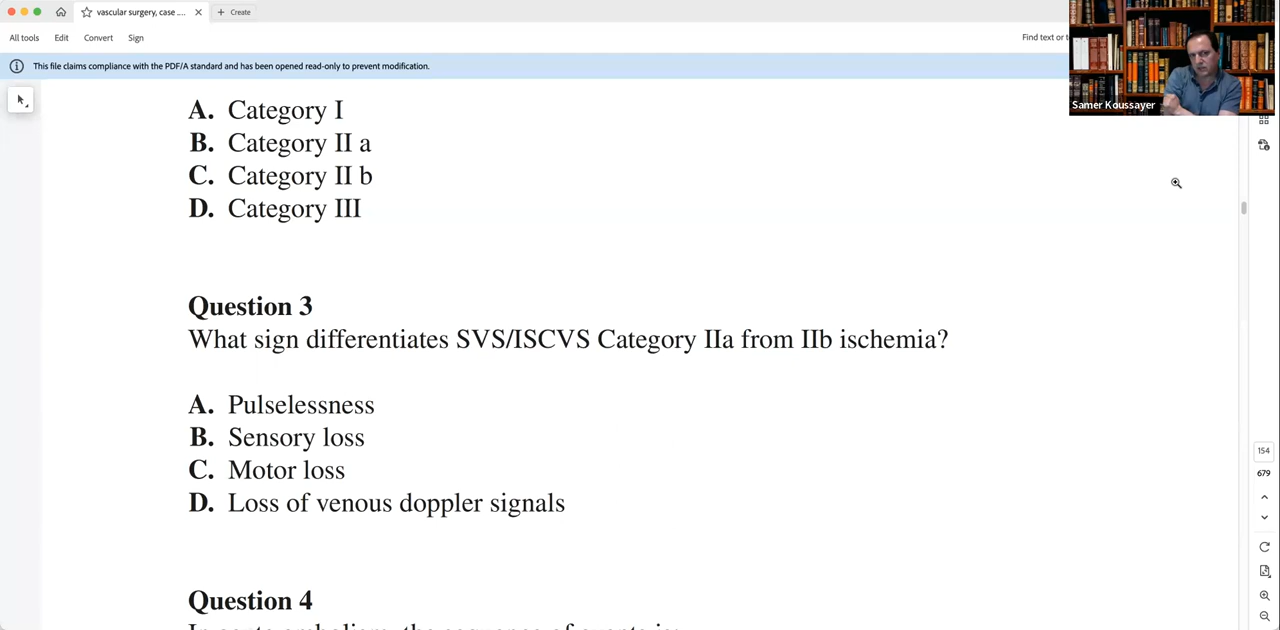 vascular surgery, case ....
Create
All tools Edit Convert Sign
Find text or t
This file claims compliance with the PDF/A standard and has been opened read-only to prevent modification.
Samer Koussayer
A. Category I
B. Category II a
C. Category II b
D. Category III
Question 3
What sign differentiates SVS/ISCVS Category IIa from IIb ischemia?
A. Pulselessness
B. Sensory loss
C. Motor loss
D. Loss of venous doppler signals
154
679
Question 4